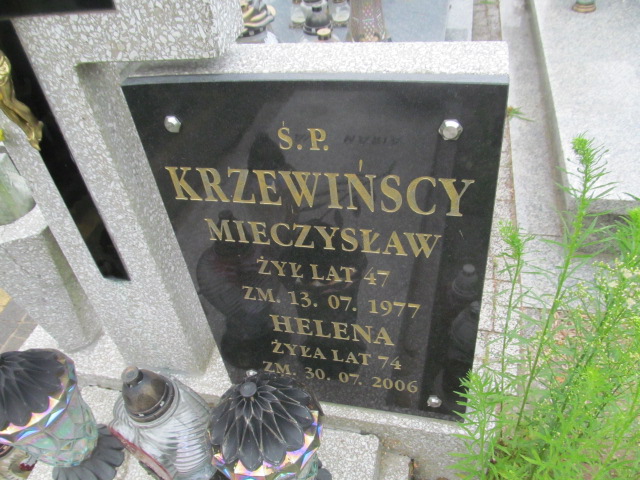 Ś.P.
KRZEWIŃSCY
MIECZYSŁAW
ŻYŁ LAT 47
ZM. 13. 07. 1977
HELENA
ŻYŁA LAT 74
ZM. 30. 07. 2006